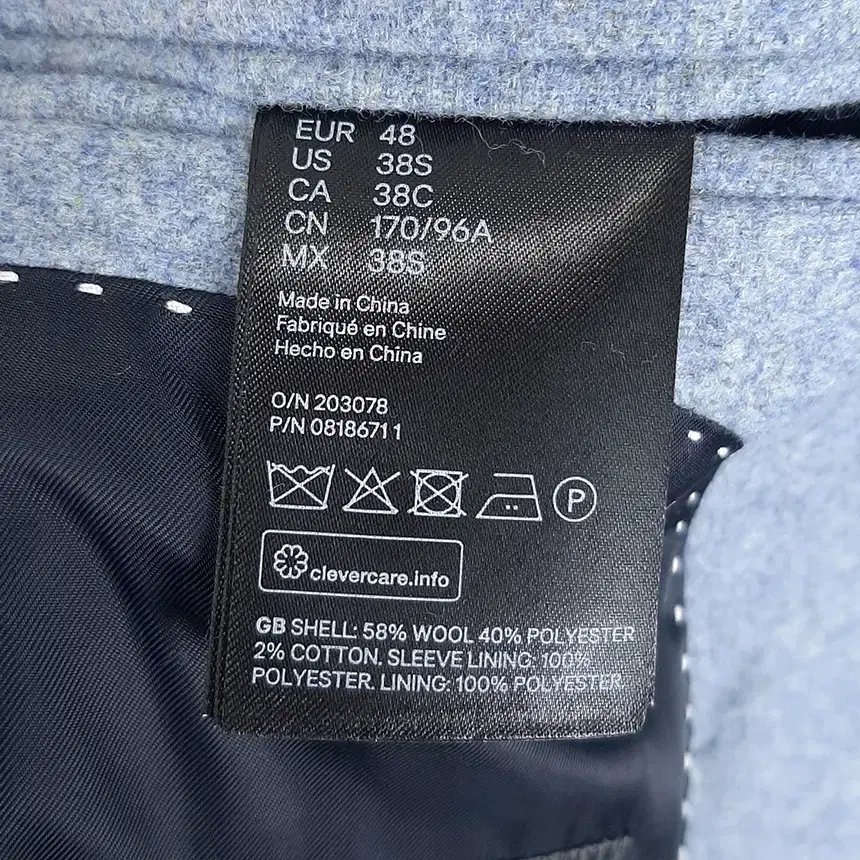 EUR 48
US 38S
CA 38C
CN 170/96A
MX 38S
Made in China
Fabriqué en Chine
Hecho en China
O/N 203078
P/N 08186711
P
clevercare.info
GB SHELL: 58% WOOL 40% POLYESTER
2% COTTON. SLEEVE LINING: 100%
POLYESTER. LINING: 100% POLYESTER